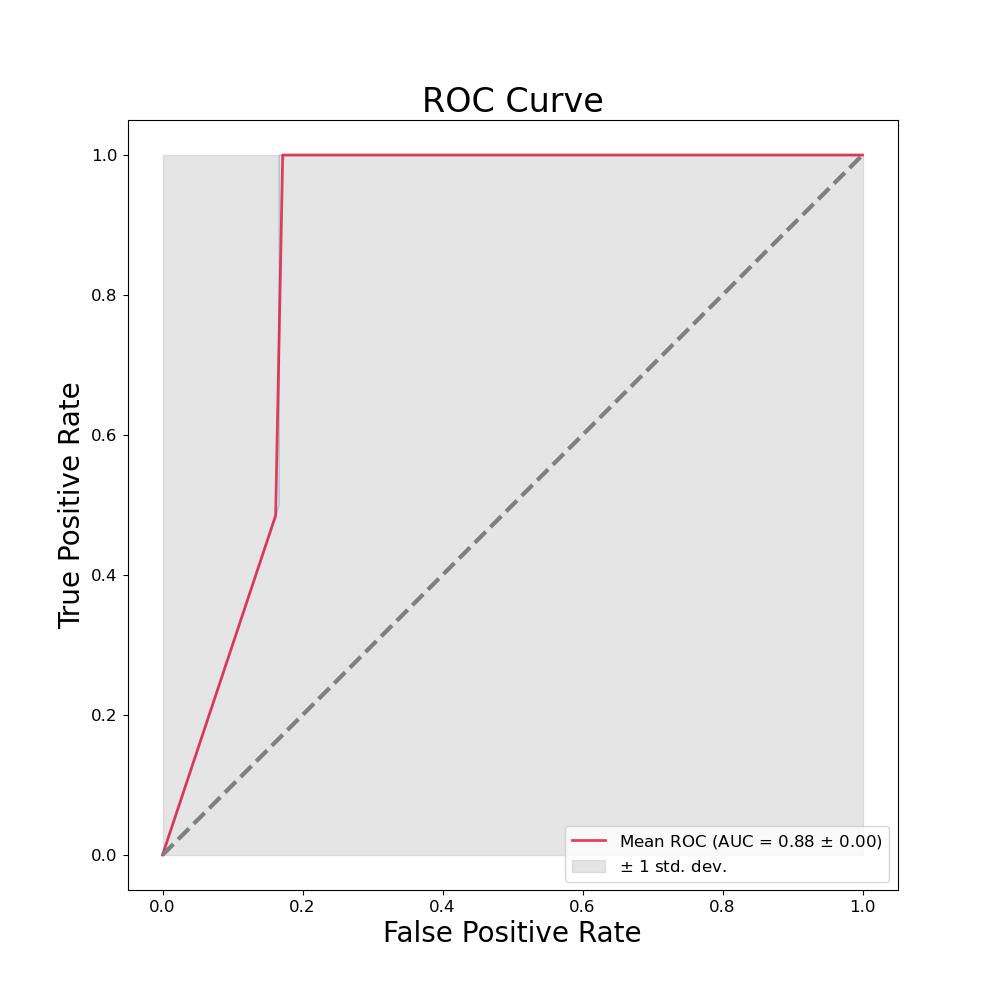 ROC Curve
True Positive Rate
1.0
0.8
0.6
0.4
0.2
0.0
Mean ROC (AUC = 0.88 ± 0.00)
± 1 std. dev.
0.0 0.2 0.4 0.6 0.8 1.0
False Positive Rate